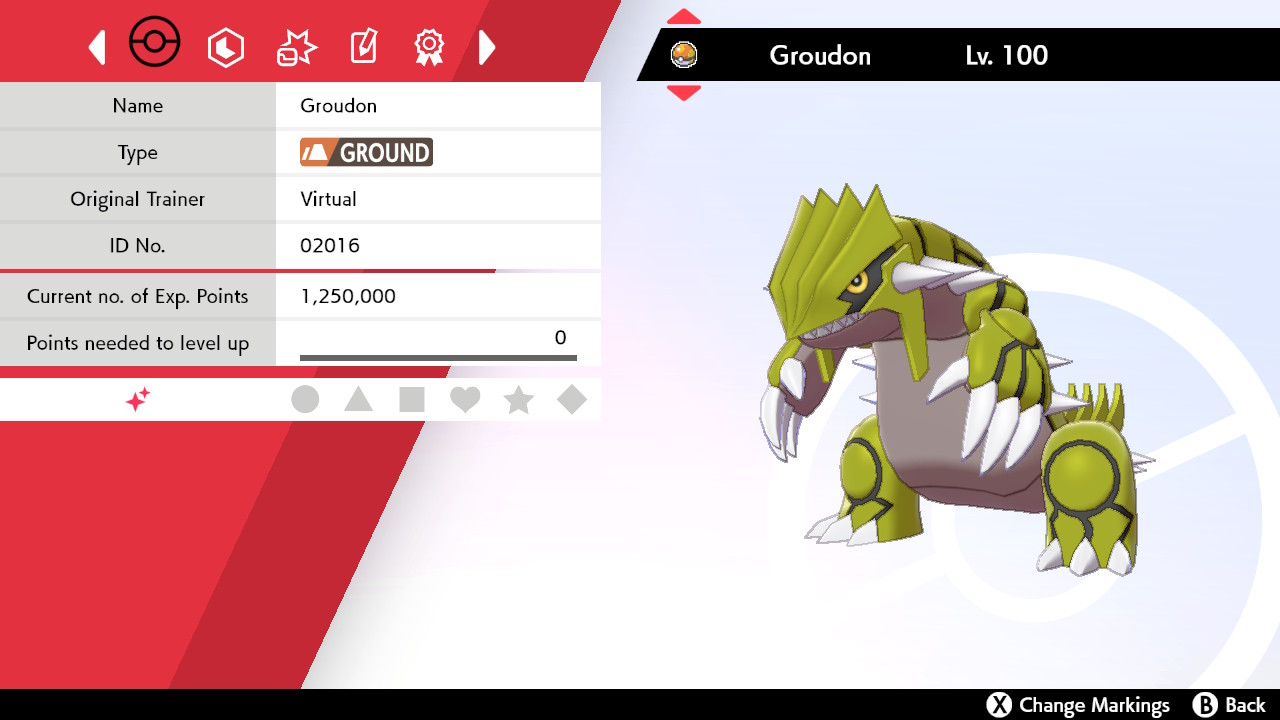 Groudon Lv. 100
Name Groudon
Type GROUND
Original Trainer Virtual
ID No. 02016
Current no. of Exp. Points 1,250,000
Points needed to level up 0
X Change Markings B Back